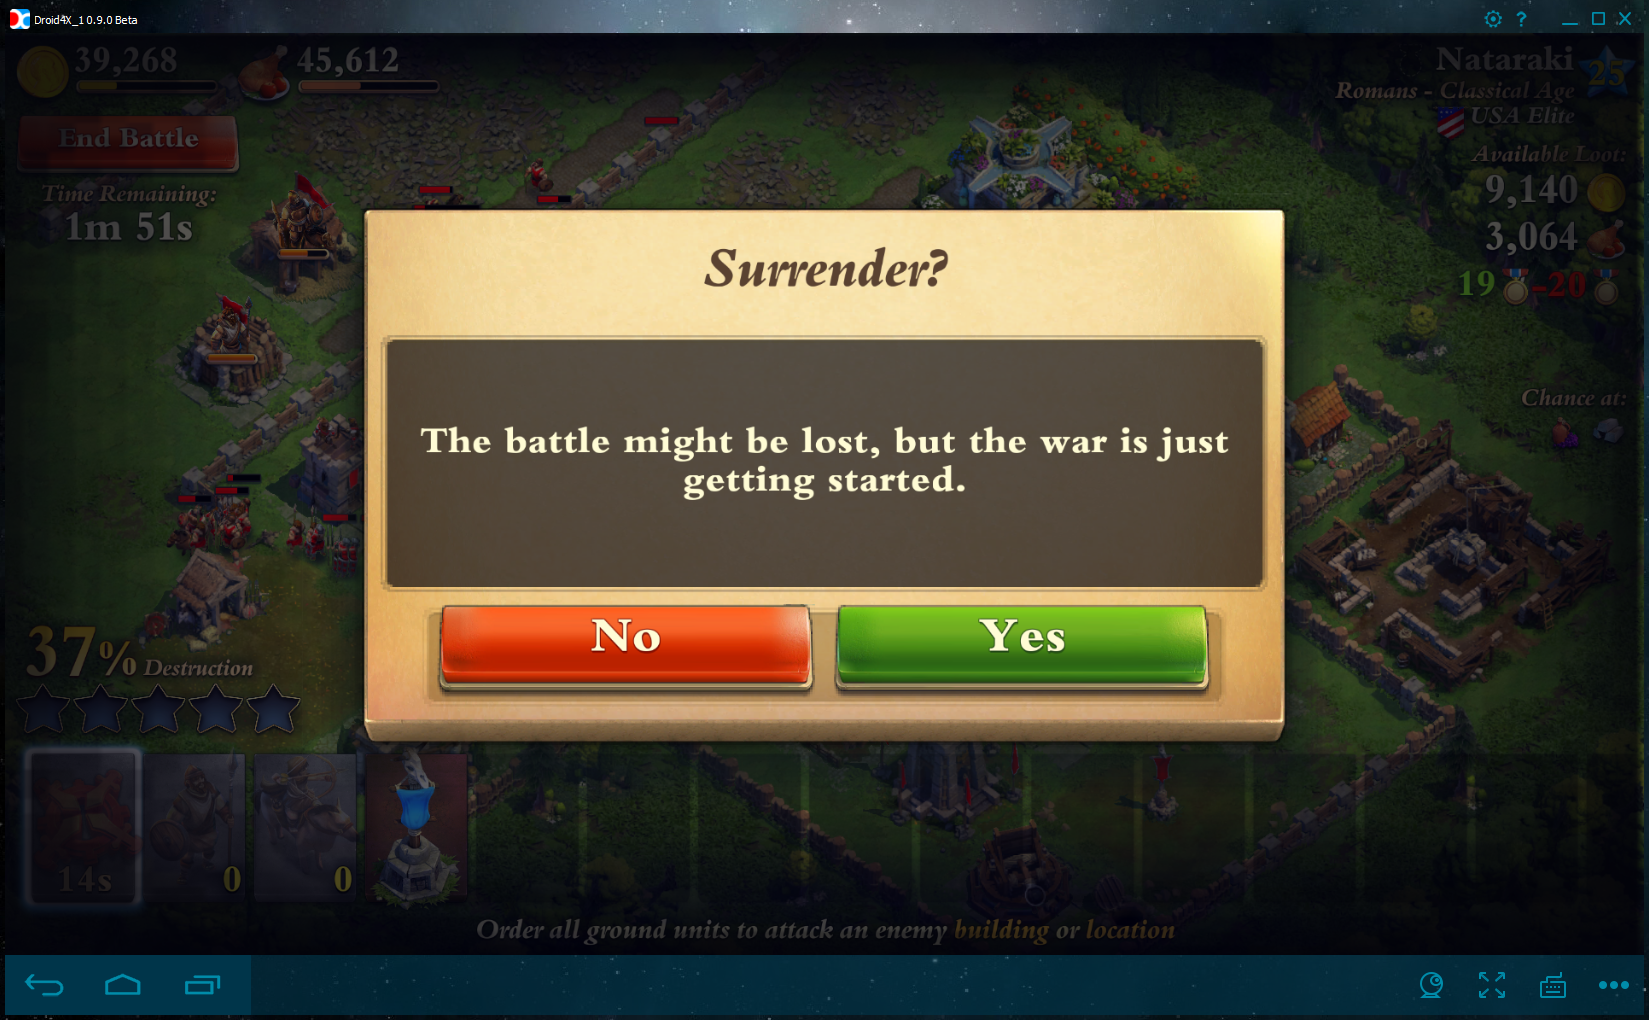 Droid4X_1 0.9.0 Beta
39,268
45,612
End Battle
Time Remaining:
1m 51s
Nataraki
25
Romans - Classical Age
USA Elite
Available Loot:
9,140
3,064
19 -20
Chance at:
Surrender?
The battle might be lost, but the war is just
getting started.
No
Yes
37% Destruction
14s
0
0
Order all ground units to attack an enemy building or location